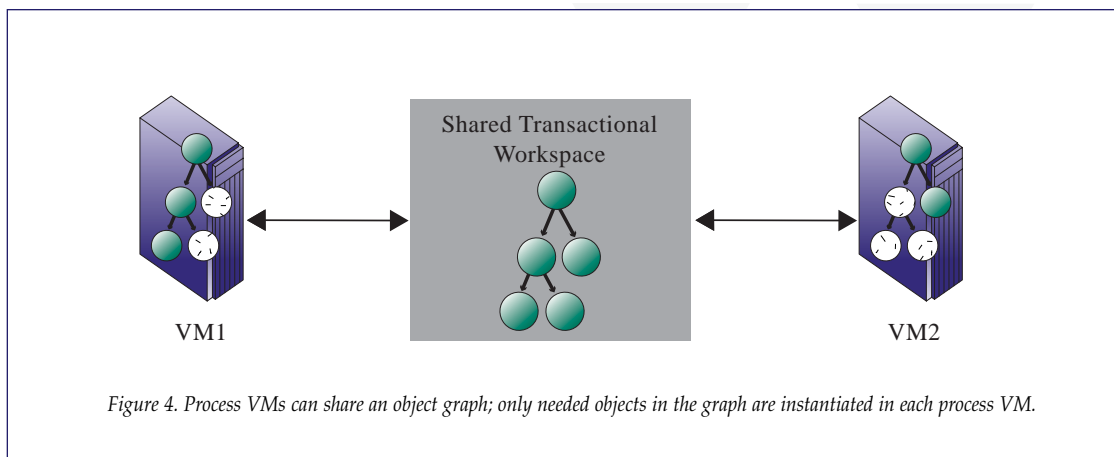 Shared Transactional
Workspace
VM1
VM2
Figure 4. Process VMs can share an object graph; only needed objects in the graph are instantiated in each process VM.